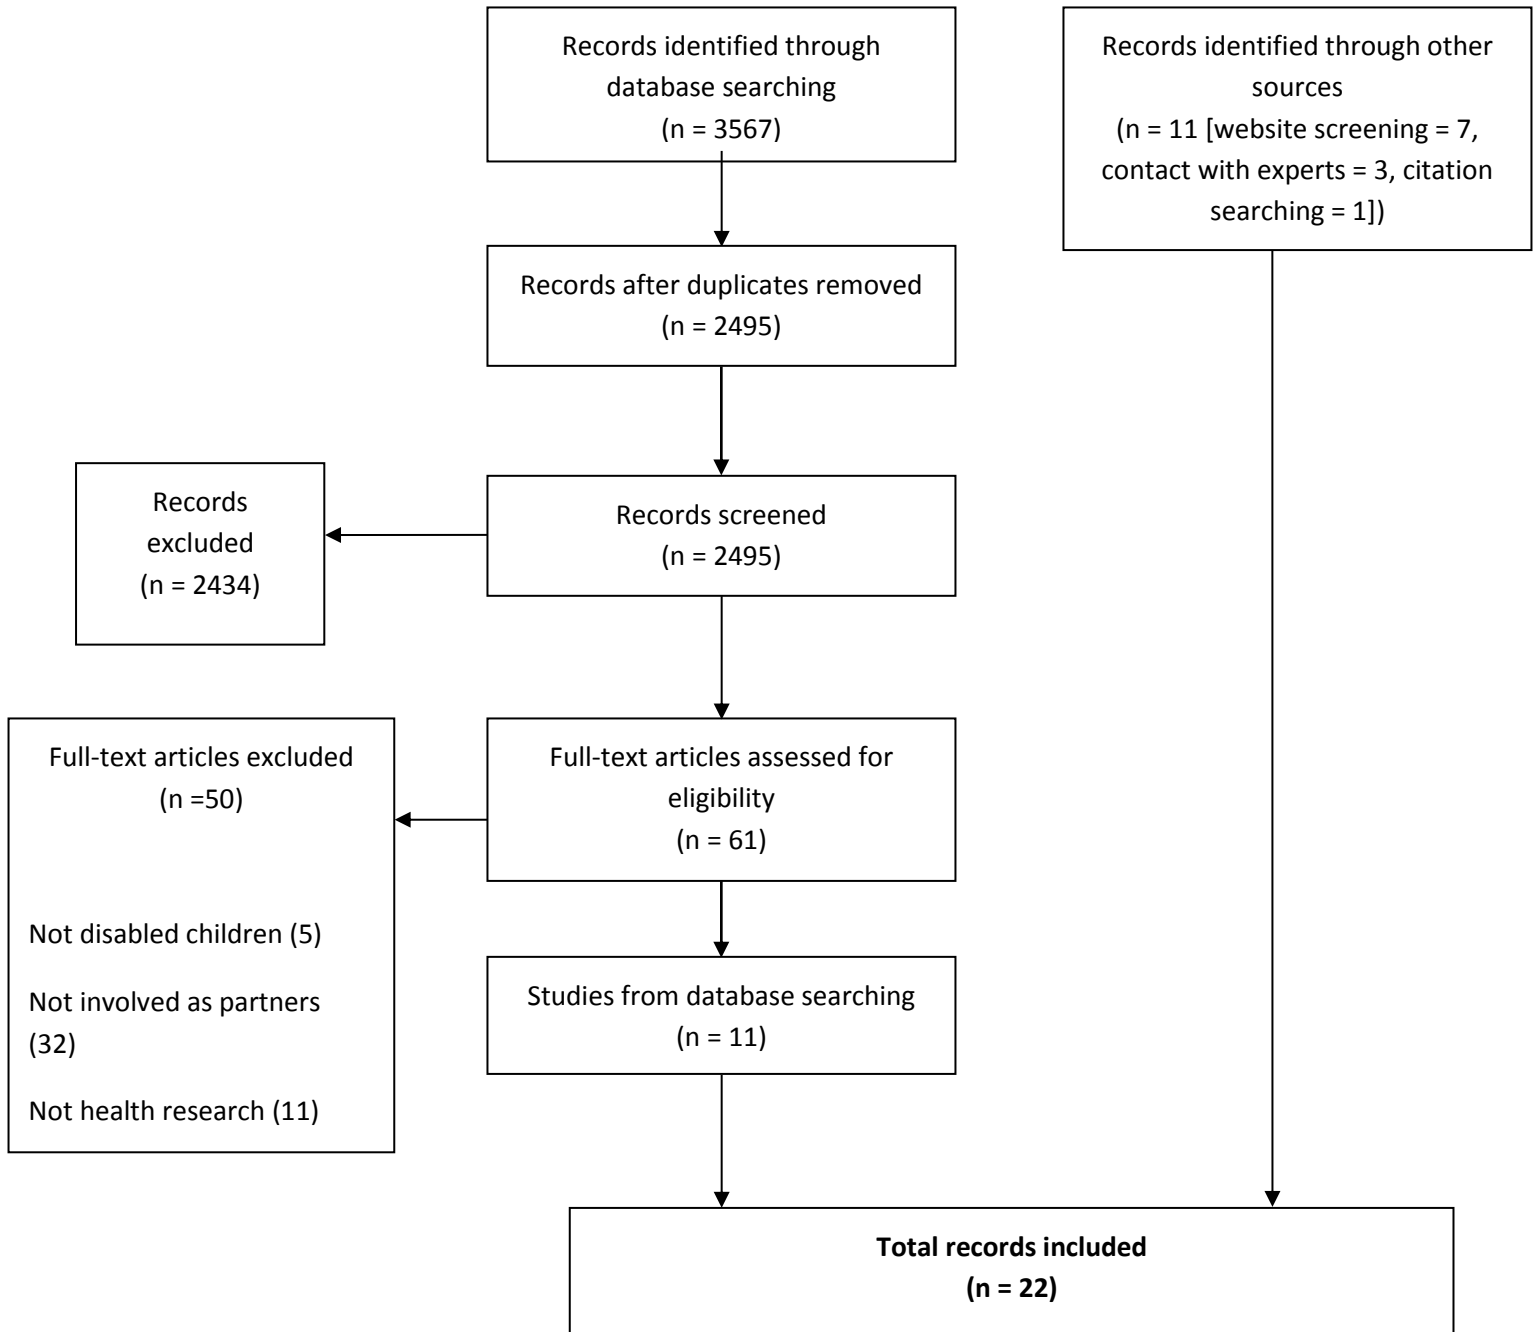 Records identified through
database searching
(n = 3567)
Records identified through other
sources
(n = 11 [website screening = 7,
contact with experts = 3, citation
searching = 1])
Records after duplicates removed
(n = 2495)
Records screened
(n = 2495)
Records
excluded
(n = 2434)
Full-text articles assessed for
eligibility
(n = 61)
Full-text articles excluded
(n =50)
Not disabled children (5)
Not involved as partners
(32)
Not health research (11)
Studies from database searching
(n = 11)
Total records included
(n = 22)